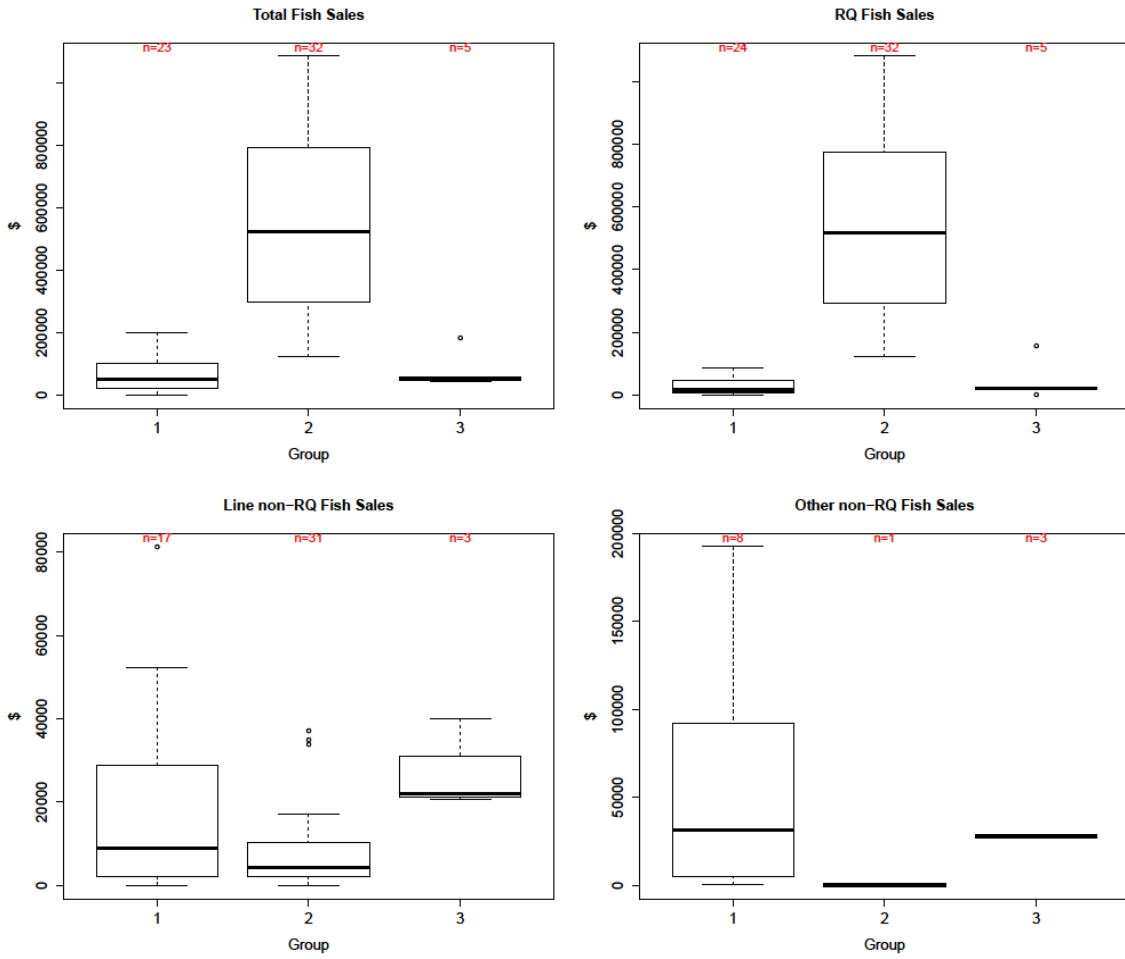 Total Fish Sales
n=23 n=32 n=5
$
0 200000 400000 600000 800000
1 2 3
Group
RQ Fish Sales
n=24 n=32 n=5
$
0 200000 400000 600000 800000
1 2 3
Group
Line non−RQ Fish Sales
n=17 n=31 n=3
$
0 20000 40000 60000 80000
1 2 3
Group
Other non−RQ Fish Sales
n=8 n=1 n=3
$
0 50000 100000 150000 200000
1 2 3
Group